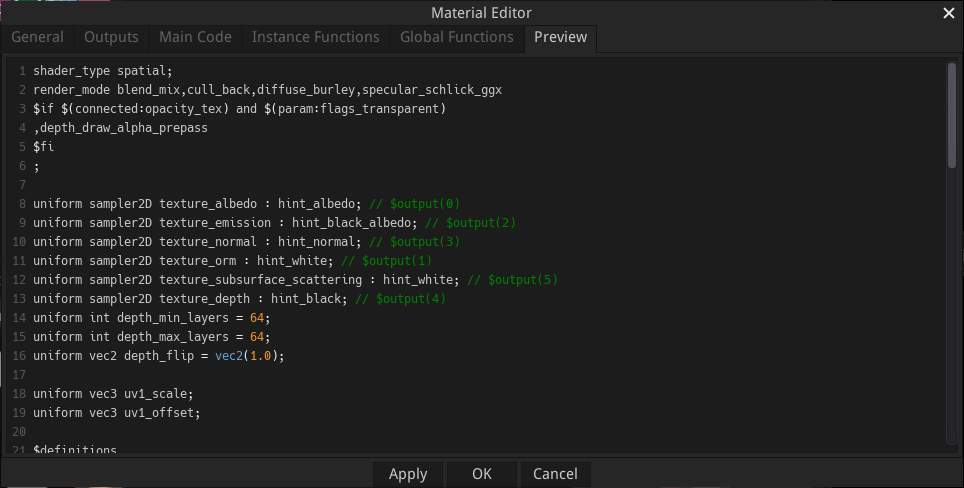 Material Editor
General Outputs Main Code Instance Functions Global Functions Preview
1 shader_type spatial;
2 render_mode blend_mix,cull_back,diffuse_burley,specular_schlick_ggx
3 $if $(connected:opacity_tex) and $(param:flags_transparent)
4 ,depth_draw_alpha_prepass
5 $fi
6 ;
7
8 uniform sampler2D texture_albedo : hint_albedo; // $output(0)
9 uniform sampler2D texture_emission : hint_black_albedo; // $output(2)
10 uniform sampler2D texture_normal : hint_normal; // $output(3)
11 uniform sampler2D texture_orm : hint_white; // $output(1)
12 uniform sampler2D texture_subsurface_scattering : hint_white; // $output(5)
13 uniform sampler2D texture_depth : hint_black; // $output(4)
14 uniform int depth_min_layers = 64;
15 uniform int depth_max_layers = 64;
16 uniform vec2 depth_flip = vec2(1.0);
17
18 uniform vec3 uv1_scale;
19 uniform vec3 uv1_offset;
20
21 $definitions
Apply OK Cancel